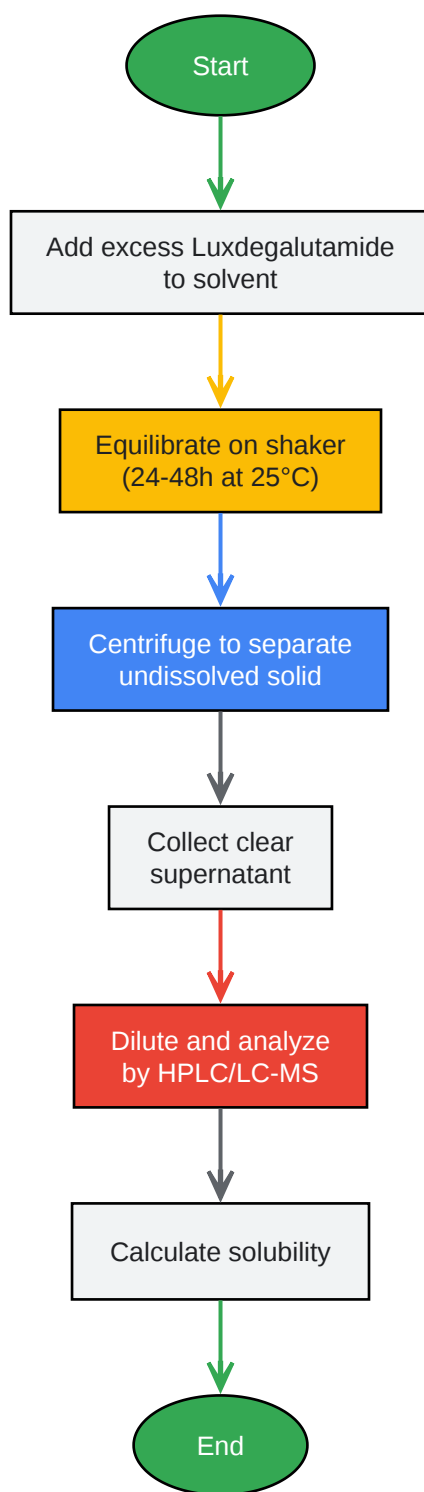 Start
Add excess Luxdegalutamide
to solvent
Equilibrate on shaker
(24-48h at 25°C)
Centrifuge to separate
undissolved solid
Collect clear
supernatant
Dilute and analyze
by HPLC/LC-MS
Calculate solubility
End